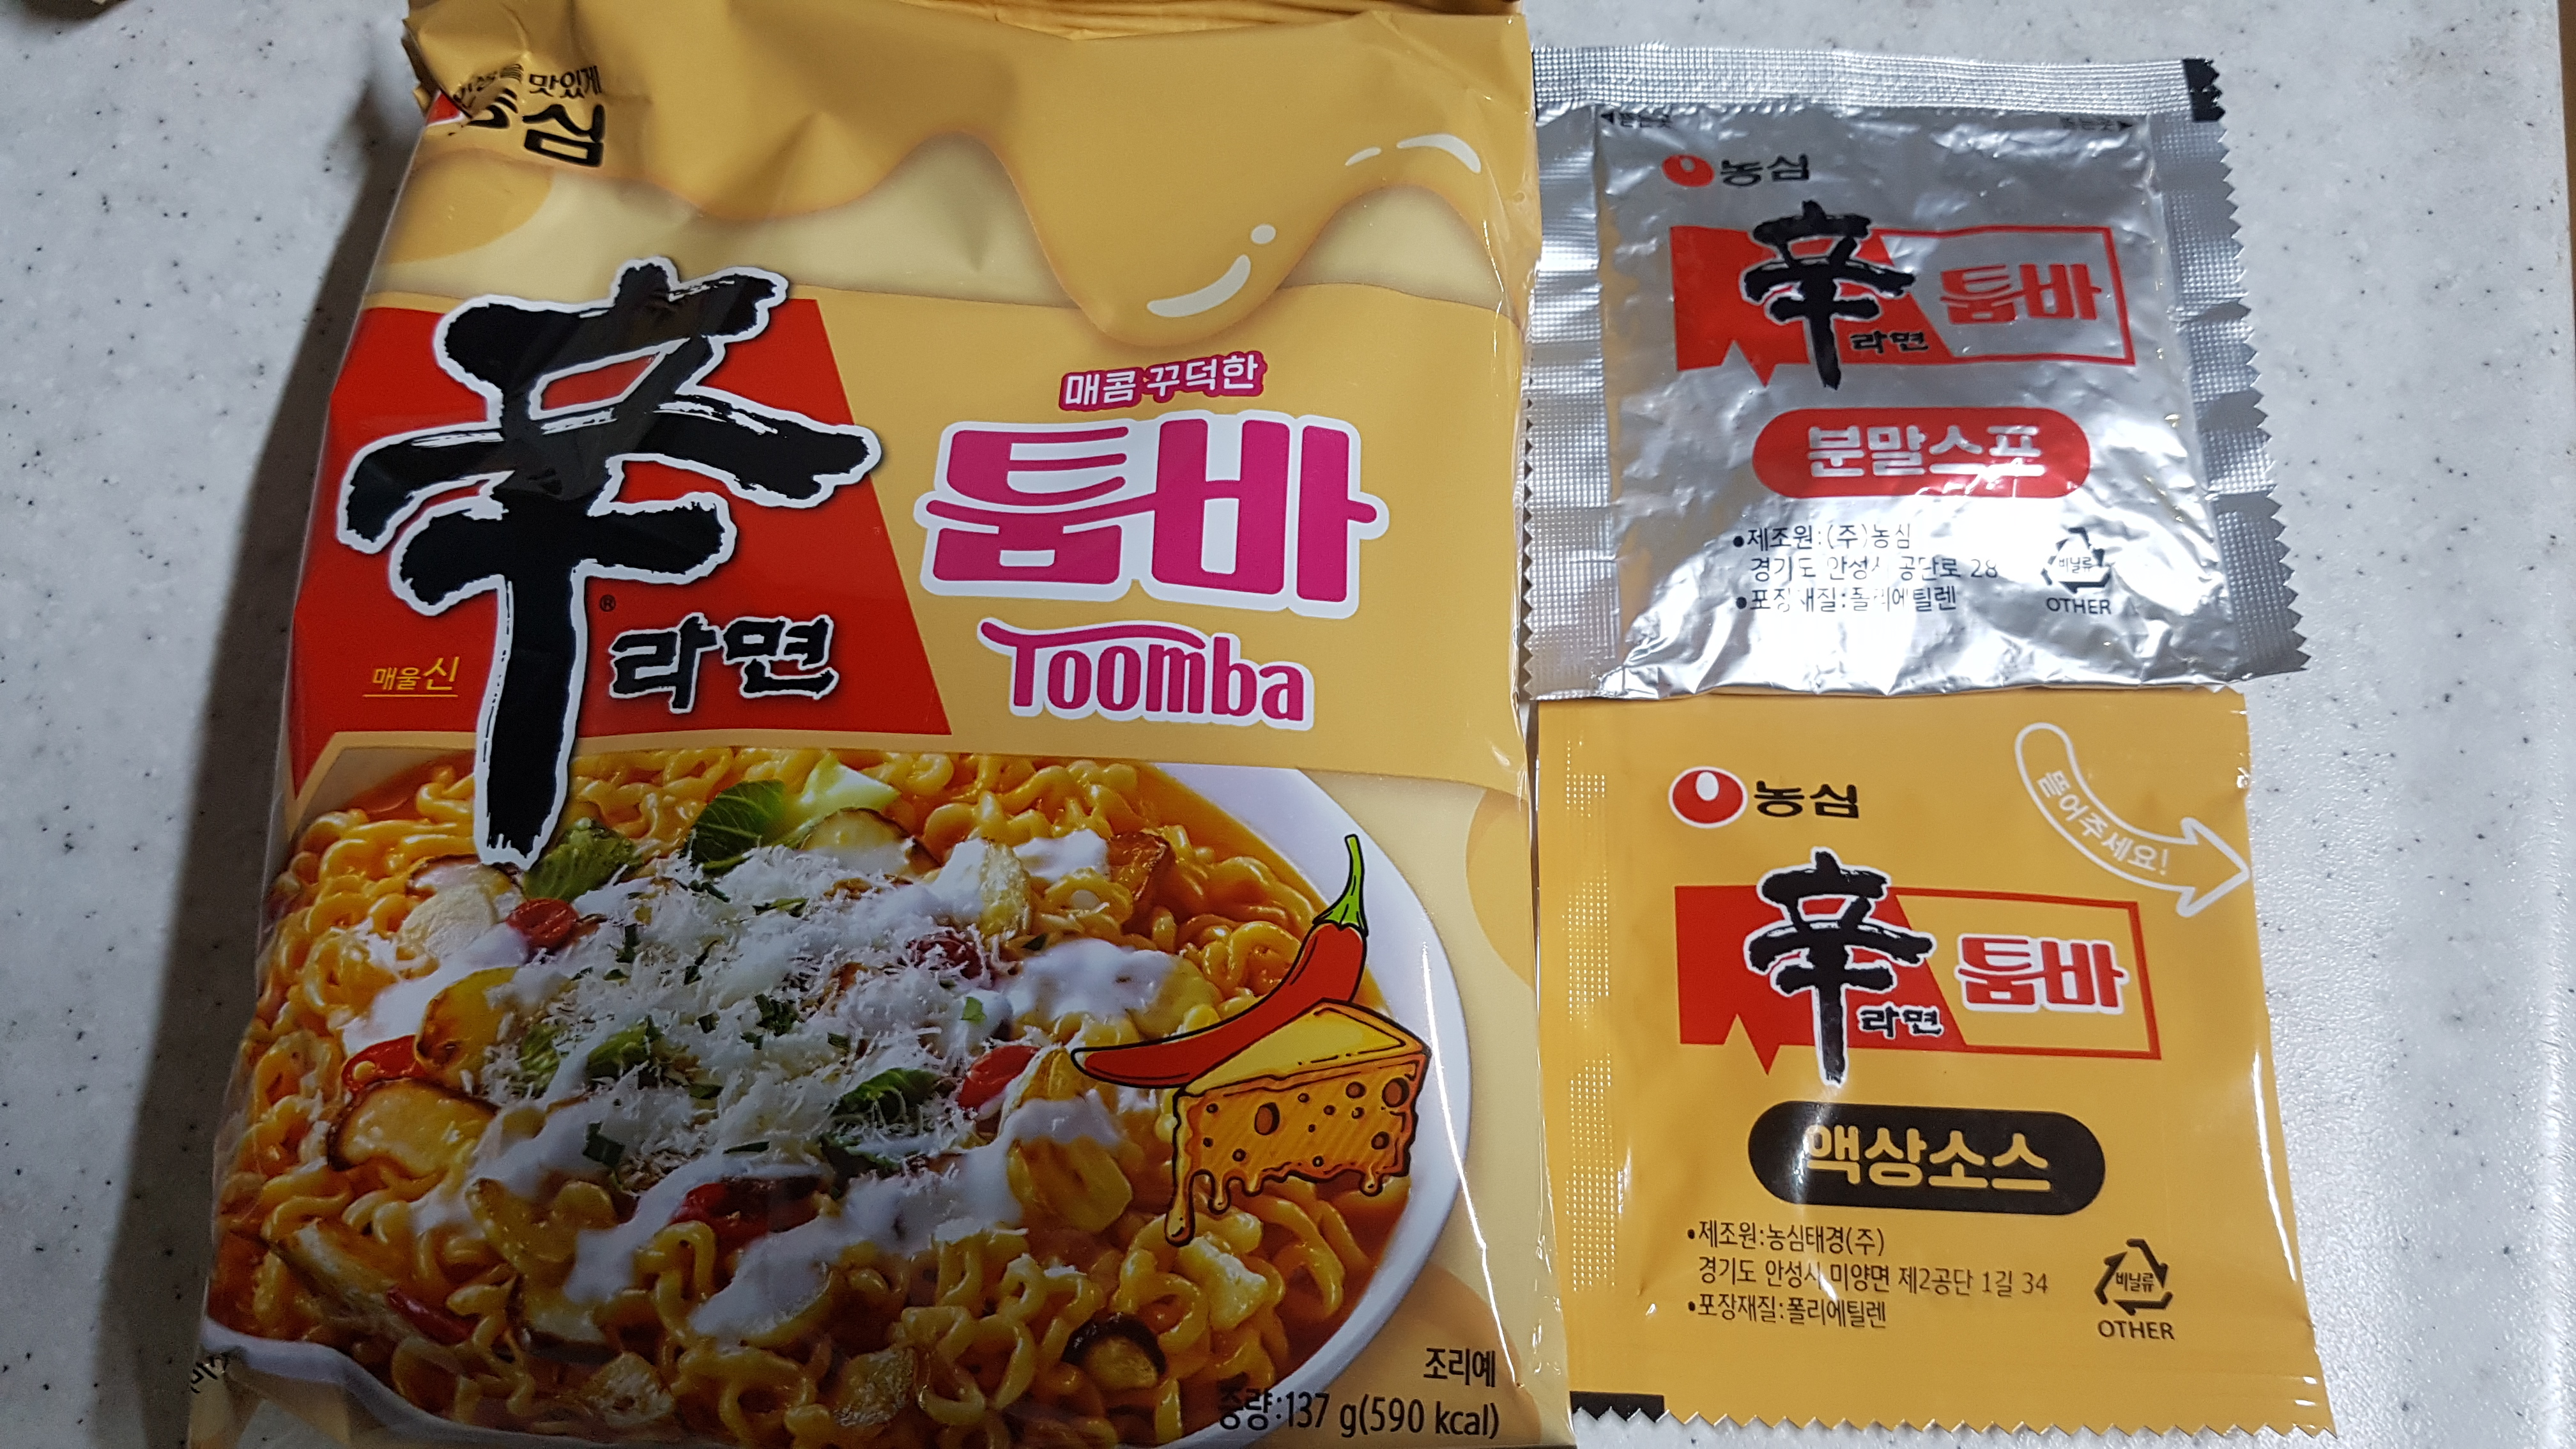 맛있게
농심
辛
®
라면
매울 신
매콤 꾸덕한
툼바
Toomba
조리예
중량:137 g(590 kcal)
농심
辛
라면
툼바
분말스프
•제조원:(주)농심
경기도 안성시 공단로 28
•포장재질:폴리에틸렌
비닐류
OTHER
농심
뜯어주세요!
辛
라면
툼바
액상소스
•제조원:농심태경(주)
경기도 안성시 미양면 제2공단 1길 34
•포장재질:폴리에틸렌
비닐류
OTHER